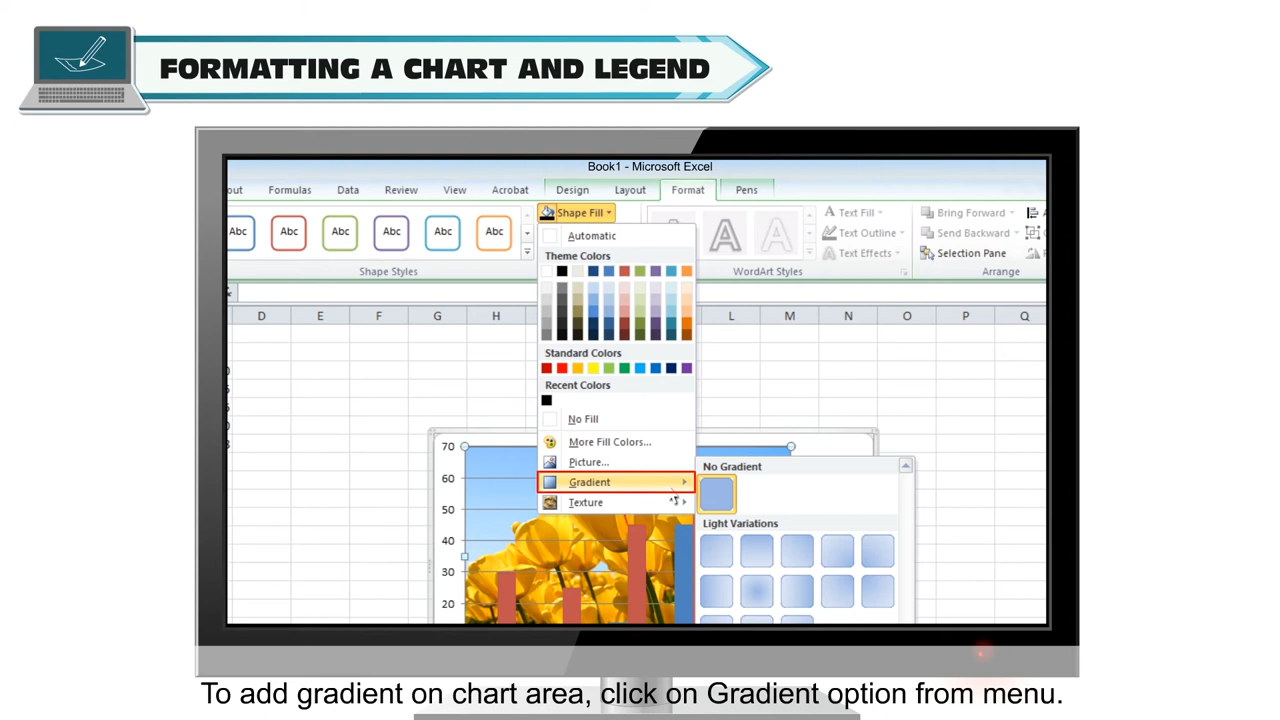 FORMATTING A CHART AND LEGEND
Book1 - Microsoft Excel
out Formulas Data Review View Acrobat Design Layout Format Pens
Abc Abc Abc Abc Abc Abc
Shape Fill
A A A
Text Fill
Text Outline
Text Effects
Bring Forward
Send Backward
Selection Pane
Shape Styles
WordArt Styles
Arrange
Automatic
Theme Colors
Standard Colors
Recent Colors
No Fill
More Fill Colors...
Picture...
Gradient
Texture
No Gradient
Light Variations
D E F G H L M N O P Q
70
60
50
40
30
20
To add gradient on chart area, click on Gradient option from menu.